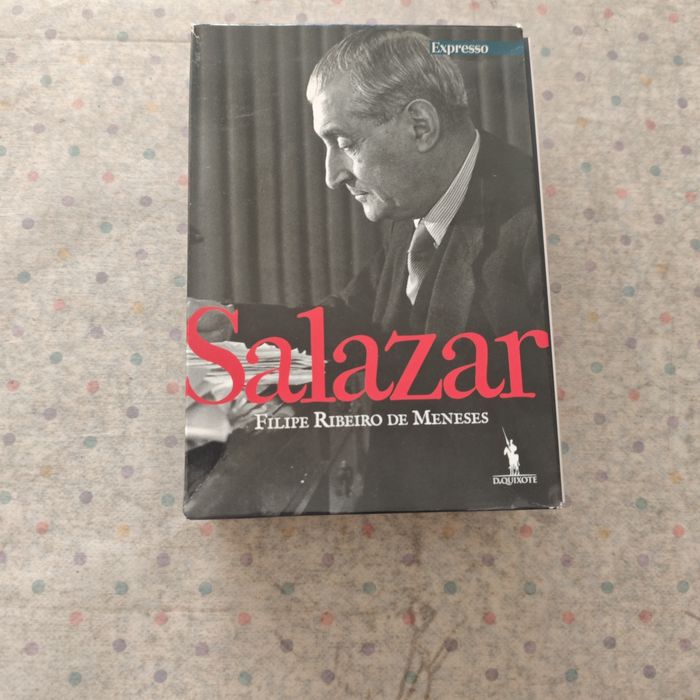 Expresso
Salazar
FILIPE RIBEIRO DE MENESES
D.QUIXOTE